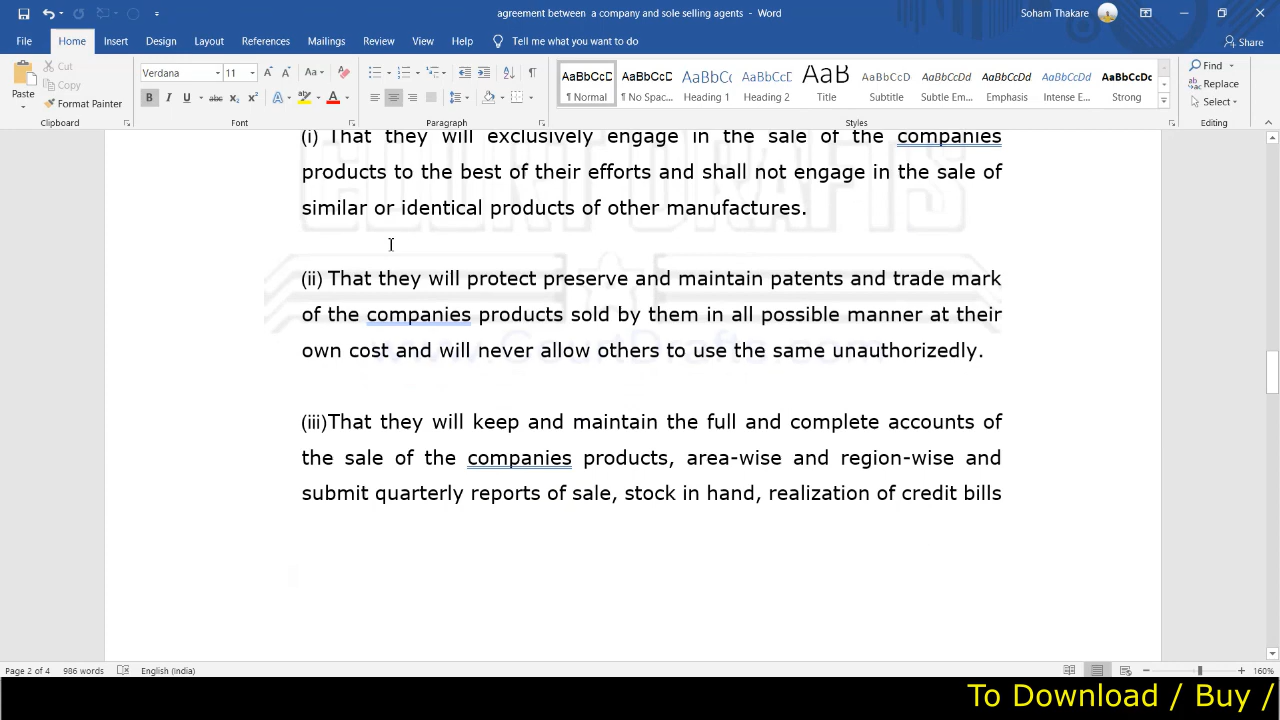 agreement between a company and sole selling agents - Word
Soham Thakare
File Home Insert Design Layout References Mailings Review View Help Tell me what you want to do Share
Paste
Cut
Copy
Format Painter
Clipboard
Verdana 11
Font
Paragraph
AaBbCcD ¶ Normal
AaBbCcD ¶ No Spac...
AaBbC Heading 1
AaBbCcD Heading 2
AaB Title
AaBbCcD Subtitle
AaBbCcDd Subtle Em...
AaBbCcDd Emphasis
AaBbCcDd Intense E...
AaBbCcDc Strong
Styles
Find
Replace
Select
Editing
(i) That they will exclusively engage in the sale of the companies
products to the best of their efforts and shall not engage in the sale of
similar or identical products of other manufactures.
(ii) That they will protect preserve and maintain patents and trade mark
of the companies products sold by them in all possible manner at their
own cost and will never allow others to use the same unauthorizedly.
(iii)That they will keep and maintain the full and complete accounts of
the sale of the companies products, area-wise and region-wise and
submit quarterly reports of sale, stock in hand, realization of credit bills
Page 2 of 4 986 words English (India) 160%
To Download / Buy /